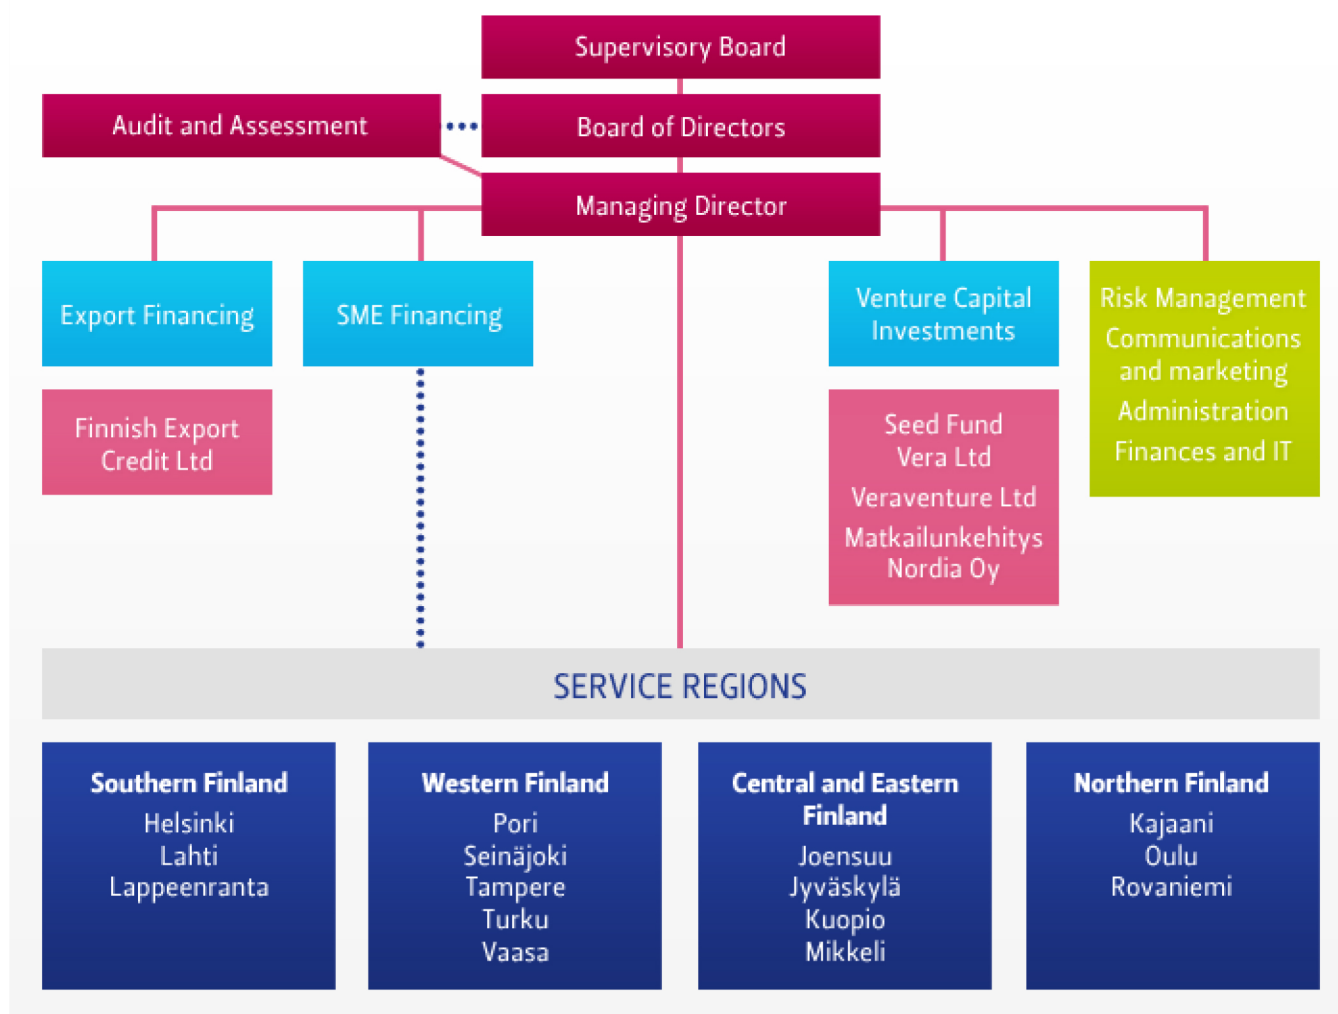 Supervisory Board
Audit and Assessment
Board of Directors
Managing Director
Export Financing
SME Financing
Venture Capital
Investments
Risk Management
Communications
and marketing
Administration
Finances and IT
Finnish Export
Credit Ltd
Seed Fund
Vera Ltd
Veraventure Ltd
Matkailunkehitys
Nordia Oy
SERVICE REGIONS
Southern Finland
Helsinki
Lahti
Lappeenranta
Western Finland
Pori
Seinäjoki
Tampere
Turku
Vaasa
Central and Eastern
Finland
Joensuu
Jyväskylä
Kuopio
Mikkeli
Northern Finland
Kajaani
Oulu
Rovaniemi